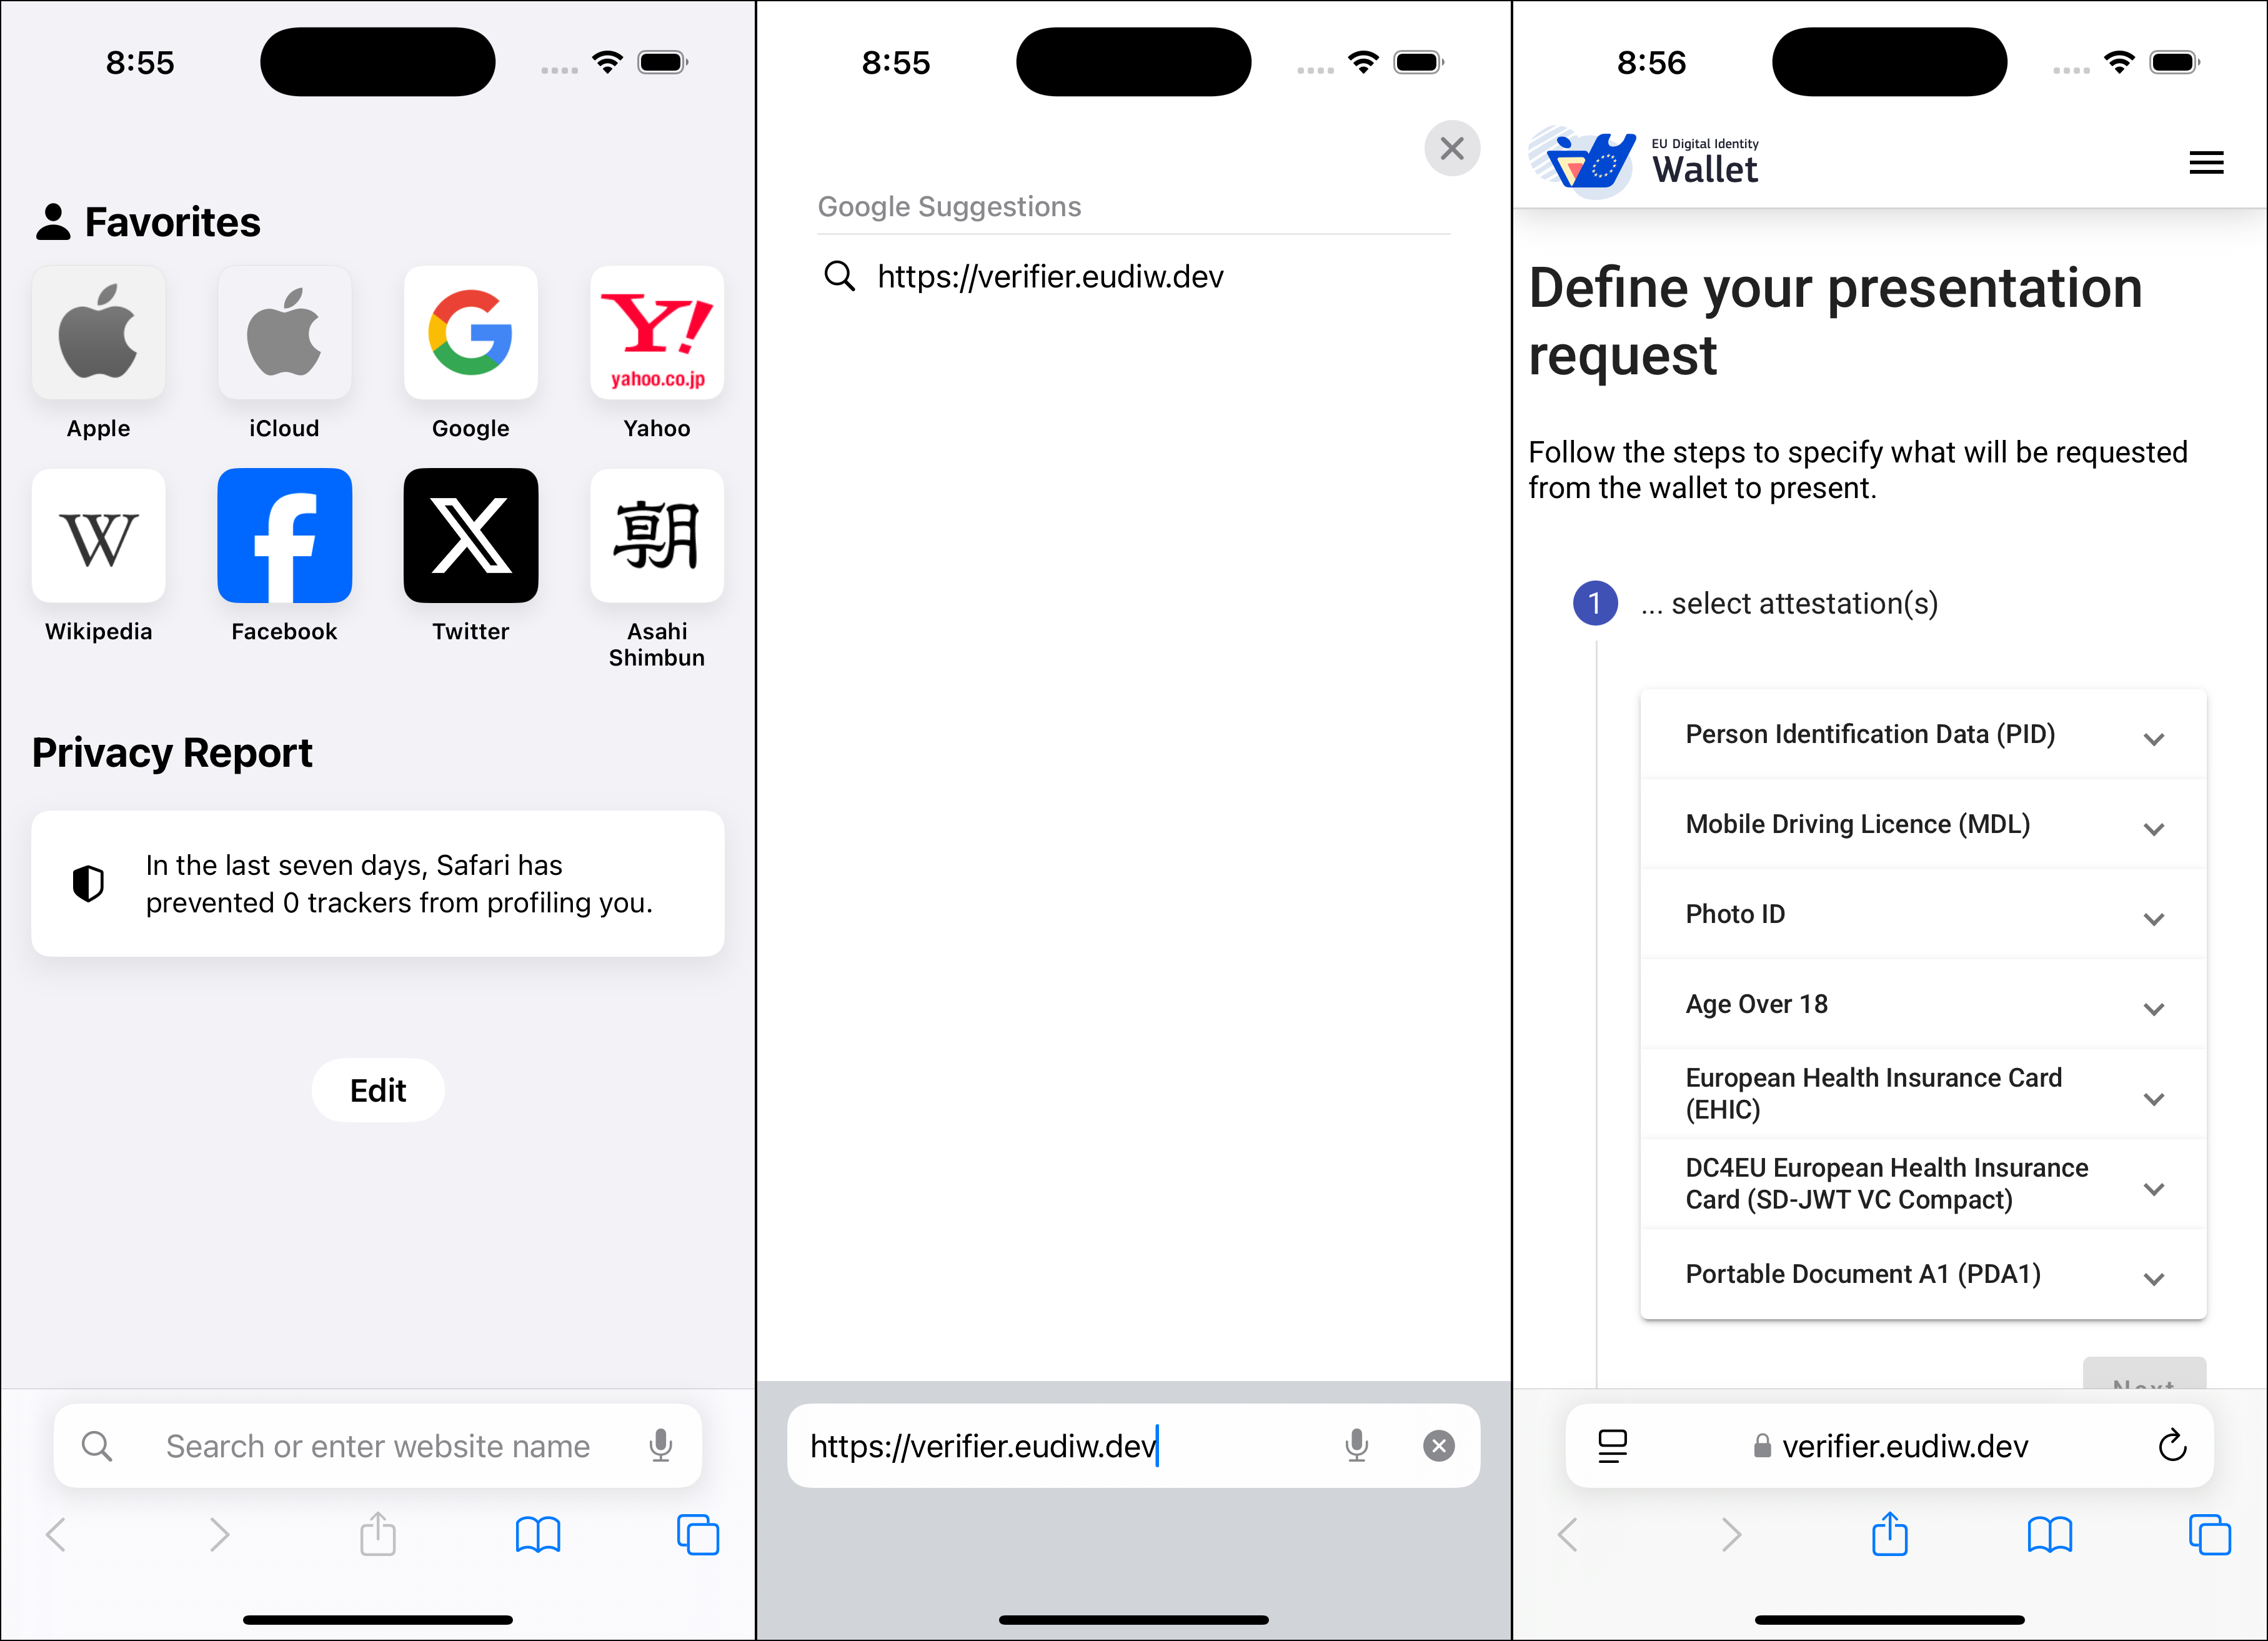 8:55
Favorites
Apple
iCloud
Google
Y!
yahoo.co.jp
Yahoo
W
Wikipedia
f
Facebook
X
Twitter
朝
Asahi
Shimbun
Privacy Report
In the last seven days, Safari has
prevented 0 trackers from profiling you.
Edit
Search or enter website name
8:55
Google Suggestions
https://verifier.eudiw.dev
https://verifier.eudiw.dev
8:56
EU Digital Identity
Wallet
Define your presentation
request
Follow the steps to specify what will be requested
from the wallet to present.
1 ... select attestation(s)
Person Identification Data (PID)
Mobile Driving Licence (MDL)
Photo ID
Age Over 18
European Health Insurance Card
(EHIC)
DC4EU European Health Insurance
Card (SD-JWT VC Compact)
Portable Document A1 (PDA1)
Next
verifier.eudiw.dev